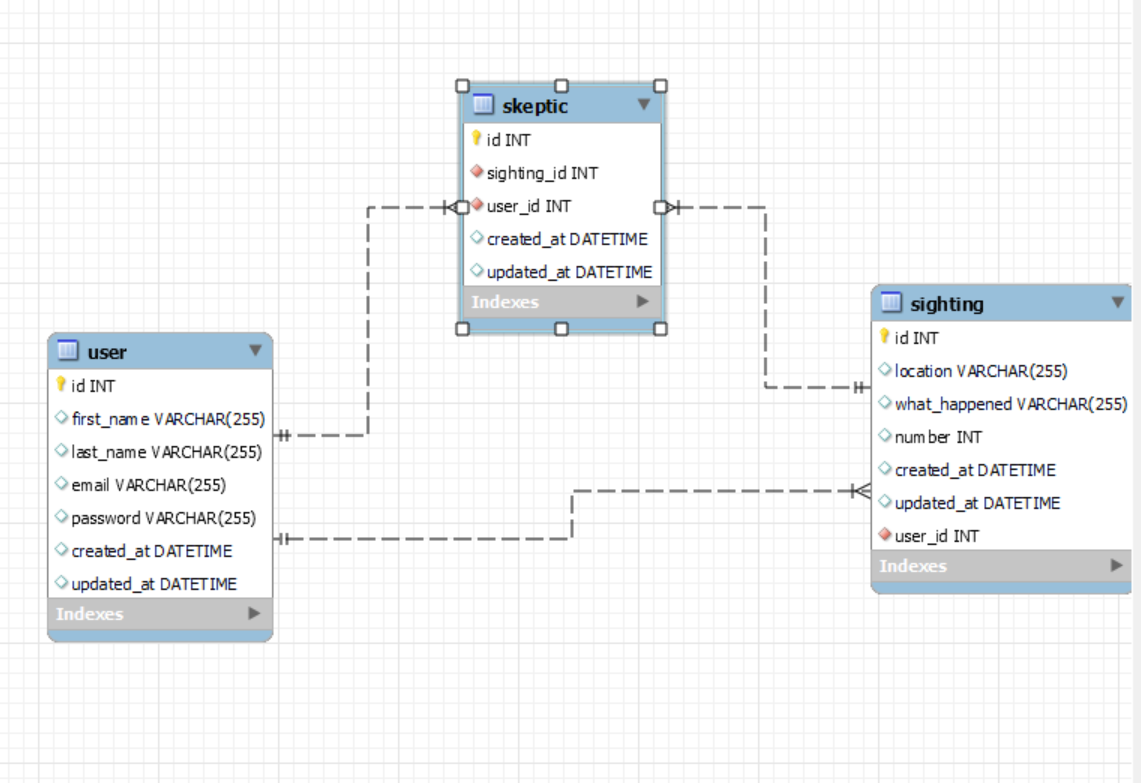 skeptic
id INT
sighting_id INT
user_id INT
created_at DATETIME
updated_at DATETIME
Indexes
user
id INT
first_name VARCHAR(255)
last_name VARCHAR(255)
email VARCHAR(255)
password VARCHAR(255)
created_at DATETIME
updated_at DATETIME
Indexes
sighting
id INT
location VARCHAR(255)
what_happened VARCHAR(255)
number INT
created_at DATETIME
updated_at DATETIME
user_id INT
Indexes